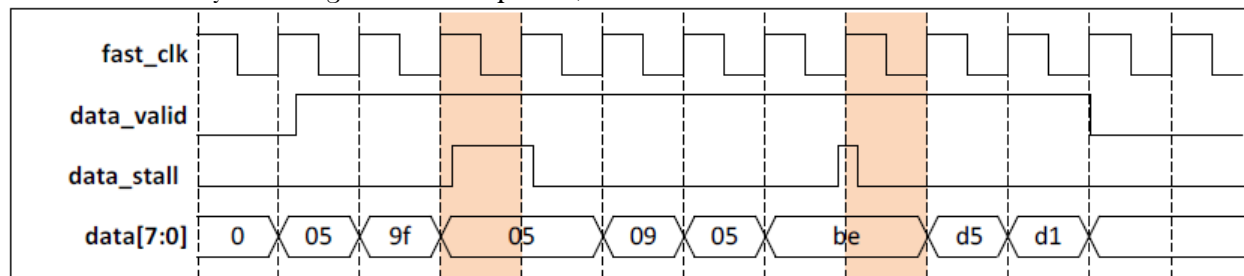 fast_clk
data_valid
data_stall
data[7:0] 0 05 9f 05 09 05 be d5 d1